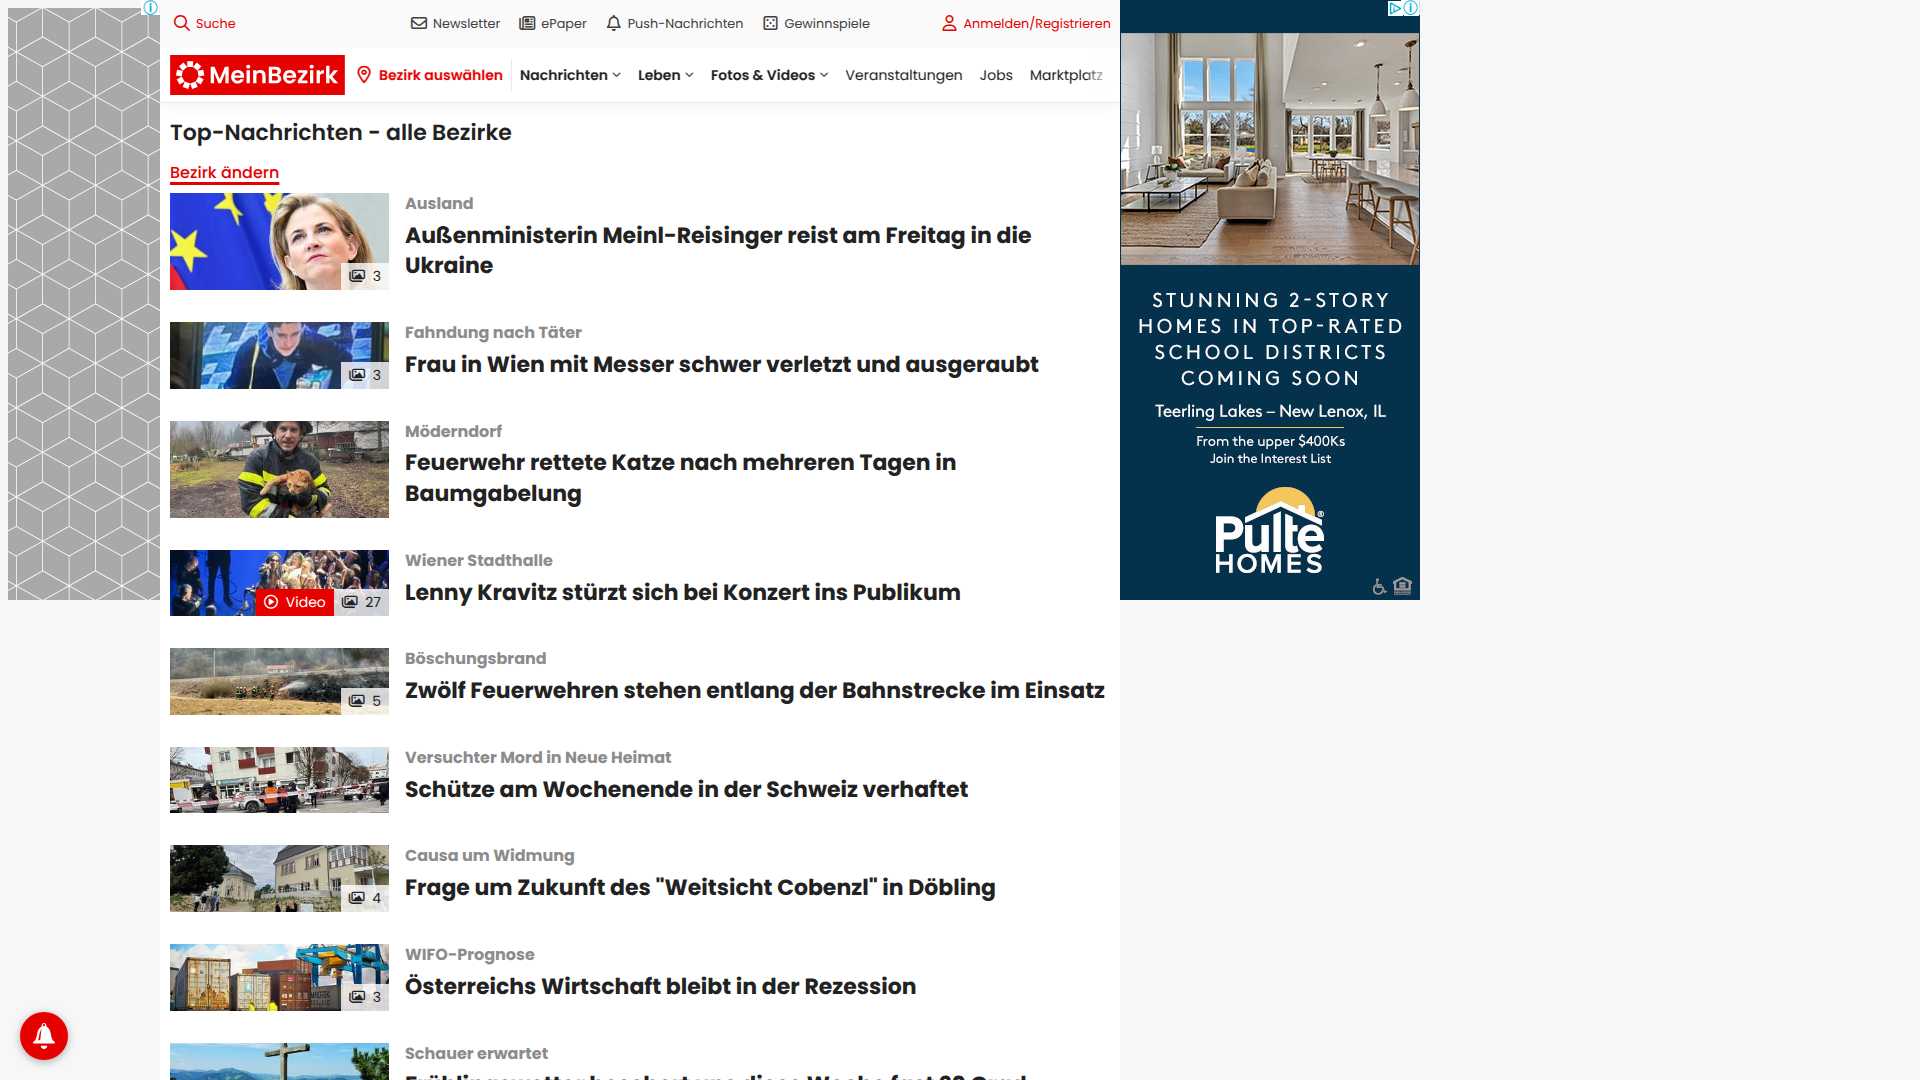 Suche
Newsletter
ePaper
Push-Nachrichten
Gewinnspiele
Anmelden/Registrieren
MeinBezirk
Bezirk auswählen
Nachrichten
Leben
Fotos & Videos
Veranstaltungen
Jobs
Marktplatz
Top-Nachrichten - alle Bezirke
Bezirk ändern
3
Ausland
Außenministerin Meinl-Reisinger reist am Freitag in die
Ukraine
3
Fahndung nach Täter
Frau in Wien mit Messer schwer verletzt und ausgeraubt
Möderndorf
Feuerwehr rettete Katze nach mehreren Tagen in
Baumgabelung
Video
27
Wiener Stadthalle
Lenny Kravitz stürzt sich bei Konzert ins Publikum
5
Böschungsbrand
Zwölf Feuerwehren stehen entlang der Bahnstrecke im Einsatz
Versuchter Mord in Neue Heimat
Schütze am Wochenende in der Schweiz verhaftet
4
Causa um Widmung
Frage um Zukunft des "Weitsicht Cobenzl" in Döbling
3
WIFO-Prognose
Österreichs Wirtschaft bleibt in der Rezession
Schauer erwartet
STUNNING 2-STORY
HOMES IN TOP-RATED
SCHOOL DISTRICTS
COMING SOON
Teerling Lakes – New Lenox, IL
From the upper $400Ks
Join the Interest List
Pulte®
HOMES